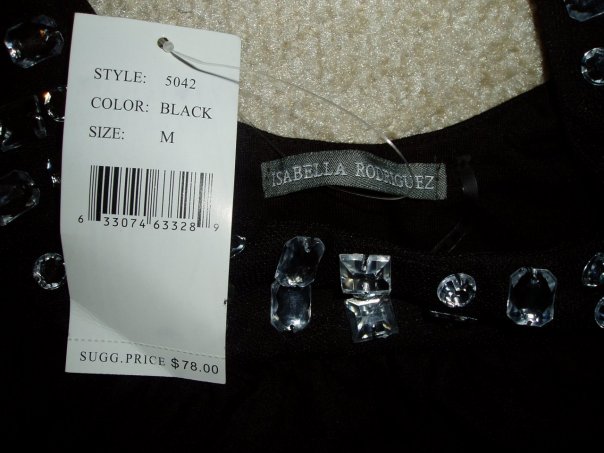 STYLE: 5042
COLOR: BLACK
SIZE: M
6 33074 63328 9
SUGG.PRICE $78.00
ISABELLA RODRIGUEZ